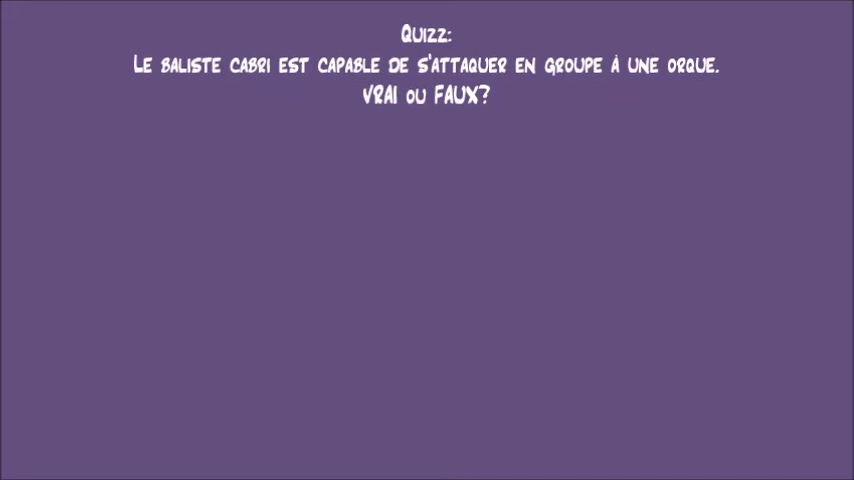 Quizz:
Le baliste cabri est capable de s'attaquer en groupe à une orque.
VRAI ou FAUX?